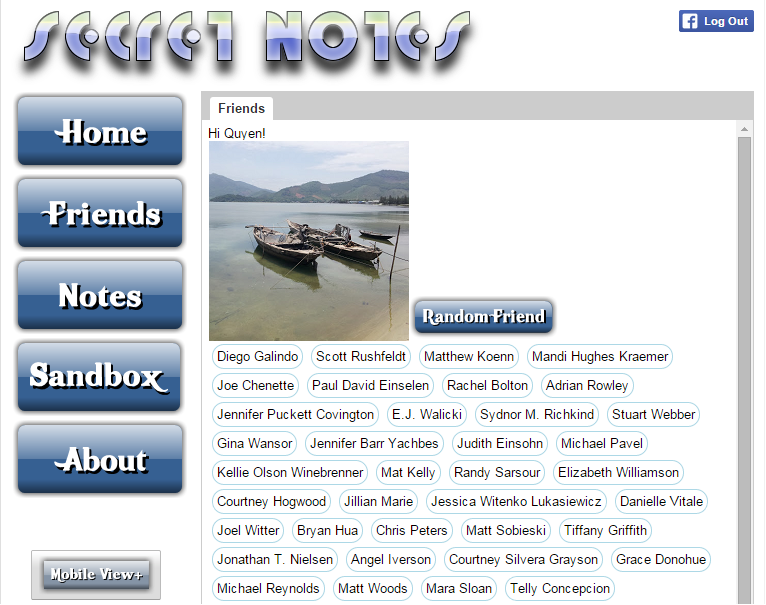 Secret Notes
Log Out
Home
Friends
Notes
Sandbox
About
Mobile View+
Friends
Hi Quyen!
Random Friend
Diego Galindo Scott Rushfeldt Matthew Koenn Mandi Hughes Kraemer
Joe Chenette Paul David Einselen Rachel Bolton Adrian Rowley
Jennifer Puckett Covington E.J. Walicki Sydnor M. Richkind Stuart Webber
Gina Wansor Jennifer Barr Yachbes Judith Einsohn Michael Pavel
Kellie Olson Winebrenner Mat Kelly Randy Sarsour Elizabeth Williamson
Courtney Hogwood Jillian Marie Jessica Witenko Lukasiewicz Danielle Vitale
Joel Witter Bryan Hua Chris Peters Matt Sobieski Tiffany Griffith
Jonathan T. Nielsen Angel Iverson Courtney Silvera Grayson Grace Donohue
Michael Reynolds Matt Woods Mara Sloan Telly Concepcion